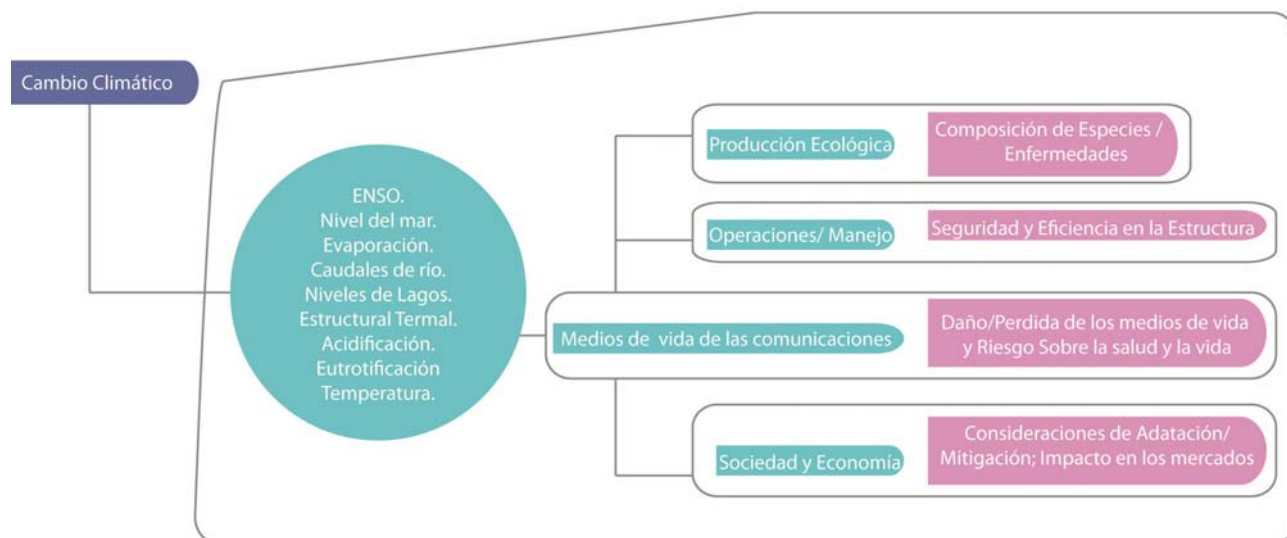 Cambio Climático
ENSO.
Nivel del mar.
Evaporación.
Caudales de río.
Niveles de Lagos.
Estructural Termal.
Acidificación.
Eutrotificación
Temperatura.
Producción Ecológica
Composición de Especies /
Enfermedades
Operaciones/ Manejo
Seguridad y Eficiencia en la Estructura
Medios de vida de las comunicaciones
Daño/Perdida de los medios de vida
y Riesgo Sobre la salud y la vida
Sociedad y Economía
Consideraciones de Adatación/
Mitigación; Impacto en los mercados